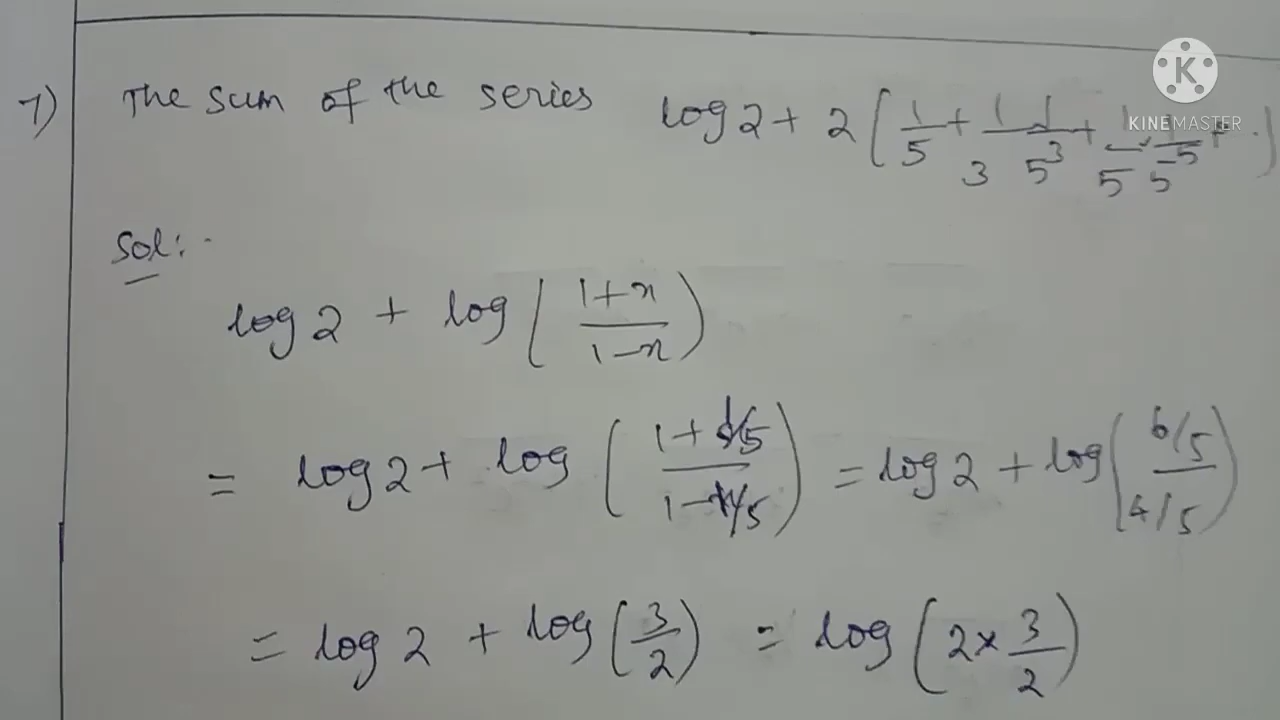 7) The sum of the series log 2 + 2 [ 1/5 + 1/3 1/5^3 + 1/5 . 1/5^5 + . ]
K
KINEMASTER
Sol:
log 2 + log ( 1+x / 1-x )
= log 2 + log ( 1+1/5 / 1-1/5 ) = log 2 + log ( 6/5 / 4/5 )
= log 2 + log ( 3/2 ) = log ( 2 × 3/2 )